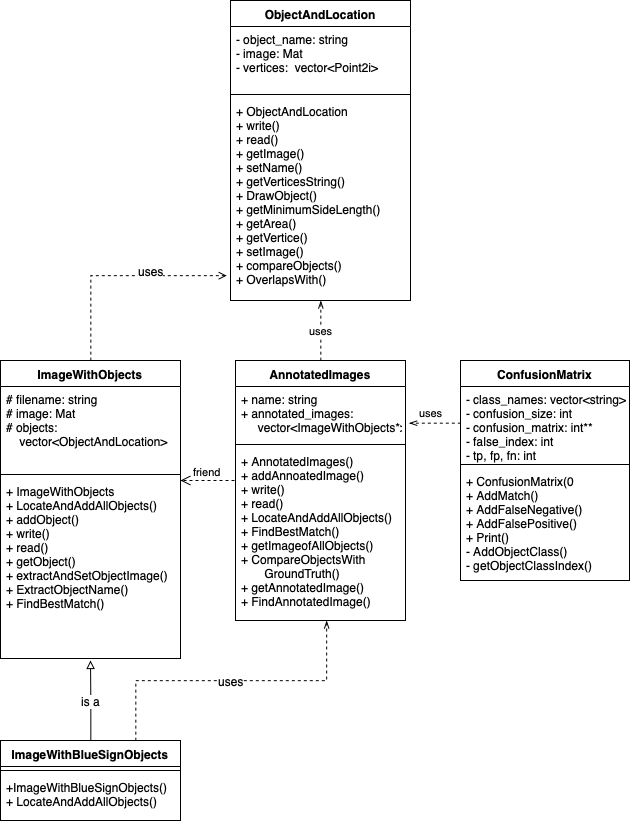 ObjectAndLocation
- object_name: string
- image: Mat
- vertices:  vector<Point2i>
+ ObjectAndLocation
+ write()
+ read()
+ getImage()
+ setName()
+ getVerticesString()
+ DrawObject()
+ getMinimumSideLength()
+ getArea()
+ getVertice()
+ setImage()
+ compareObjects()
+ OverlapsWith()
uses
uses
ImageWithObjects
# filename: string
# image: Mat
# objects:
vector<ObjectAndLocation>
+ ImageWithObjects
+ LocateAndAddAllObjects()
+ addObject()
+ write()
+ read()
+ getObject()
+ extractAndSetObjectImage()
+ ExtractObjectName()
+ FindBestMatch()
friend
AnnotatedImages
+ name: string
+ annotated_images:
vector<ImageWithObjects*:
+ AnnotatedImages()
+ addAnnoatedImage()
+ write()
+ read()
+ LocateAndAddAllObjects()
+ FindBestMatch()
+ getImageofAllObjects()
+ CompareObjectsWith
GroundTruth()
+ getAnnotatedImage()
+ FindAnnotatedImage()
uses
ConfusionMatrix
- class_names: vector<string>
- confusion_size: int
- confusion_matrix: int**
- false_index: int
- tp, fp, fn: int
+ ConfusionMatrix(0
+ AddMatch()
+ AddFalseNegative()
+ AddFalsePositive()
+ Print()
- AddObjectClass()
- getObjectClassIndex()
is a
uses
ImageWithBlueSignObjects
+ImageWithBlueSignObjects()
+ LocateAndAddAllObjects()